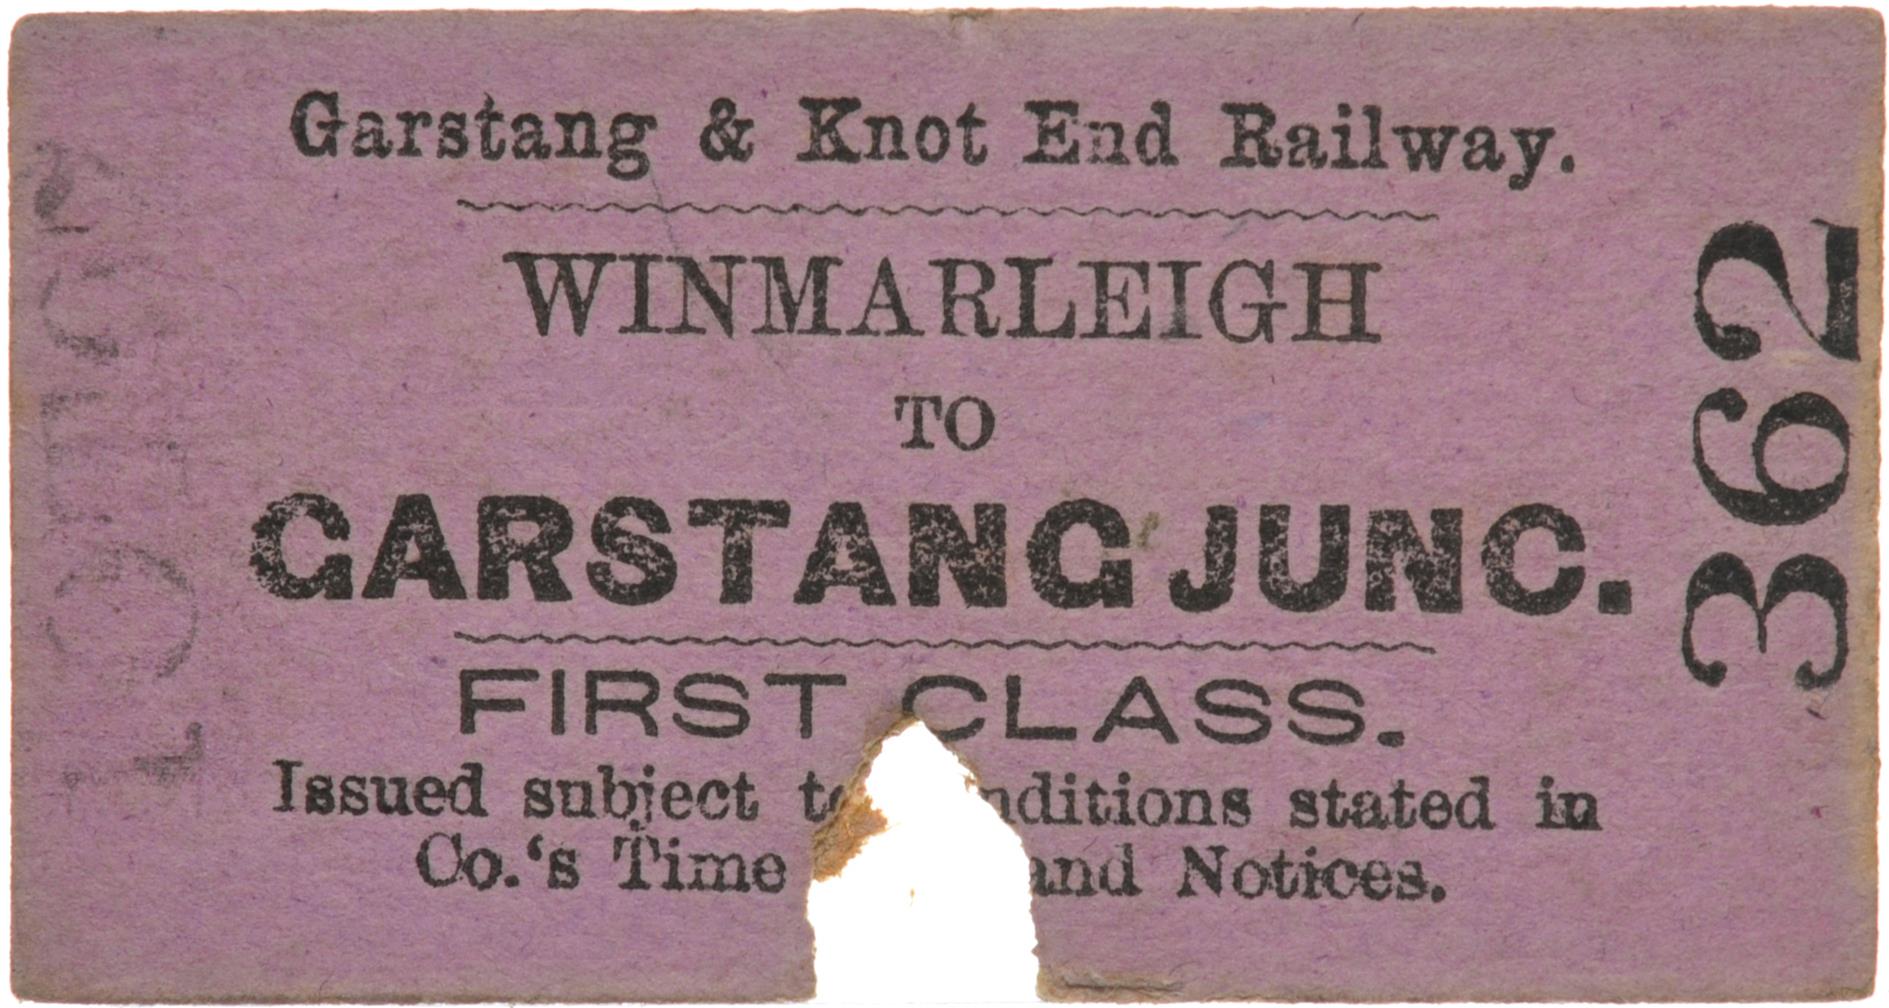 Garstang & Knot End Railway.
WINMARLEIGH
TO
GARSTANG JUNC.
FIRST CLASS.
Issued subject to nditions stated in
Co.'s Time and Notices.
362